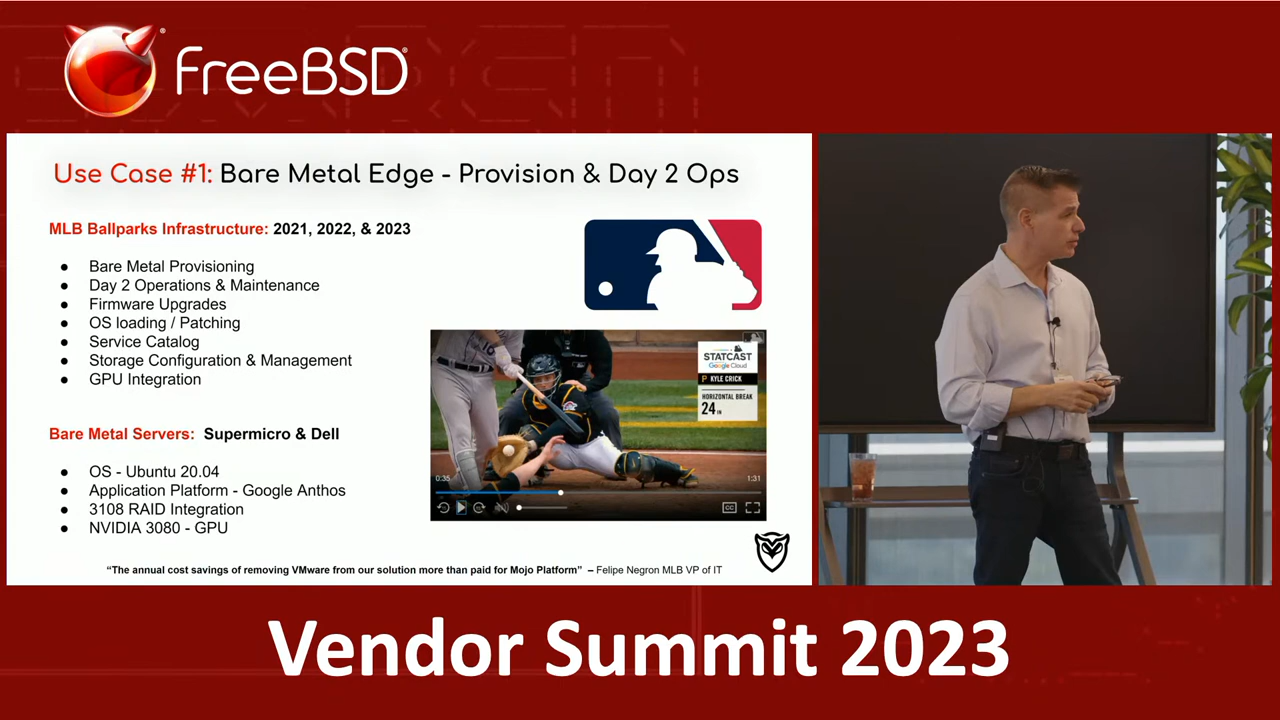 FreeBSD®
Use Case #1: Bare Metal Edge - Provision & Day 2 Ops
MLB Ballparks Infrastructure: 2021, 2022, & 2023
● Bare Metal Provisioning
● Day 2 Operations & Maintenance
● Firmware Upgrades
● OS loading / Patching
● Service Catalog
● Storage Configuration & Management
● GPU Integration
STATCAST
Google Cloud
P KYLE CRICK
HORIZONTAL BREAK
24 IN
0:35
1:31
CC
Bare Metal Servers: Supermicro & Dell
● OS - Ubuntu 20.04
● Application Platform - Google Anthos
● 3108 RAID Integration
● NVIDIA 3080 - GPU
“The annual cost savings of removing VMware from our solution more than paid for Mojo Platform” – Felipe Negron MLB VP of IT
Vendor Summit 2023